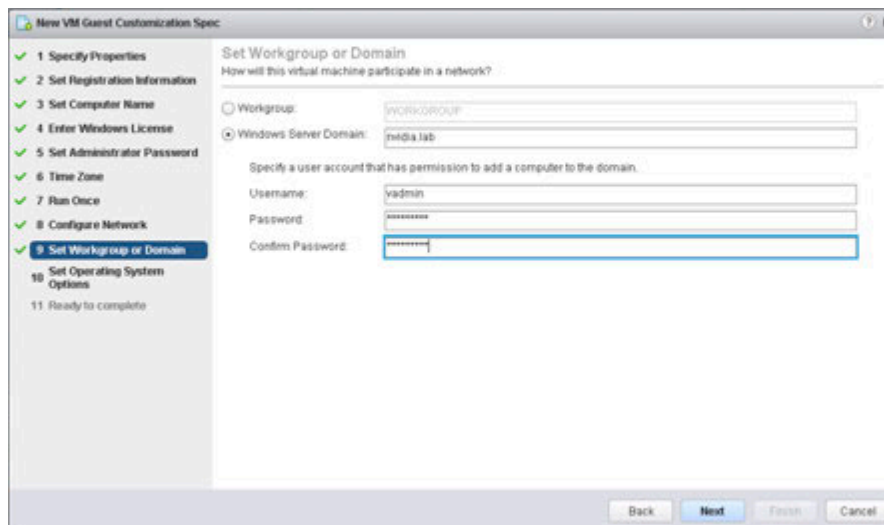 New VM Guest Customization Spec
1 Specify Properties
2 Set Registration Information
3 Set Computer Name
4 Enter Windows License
5 Set Administrator Password
6 Time Zone
7 Run Once
8 Configure Network
9 Set Workgroup or Domain
10 Set Operating System
Options
11 Ready to complete
Set Workgroup or Domain
How will this virtual machine participate in a network?
Workgroup: WORKGROUP
Windows Server Domain: nvidia.lab
Specify a user account that has permission to add a computer to the domain.
Username: vadmin
Password: *********
Confirm Password: *********
Back Next Finish Cancel